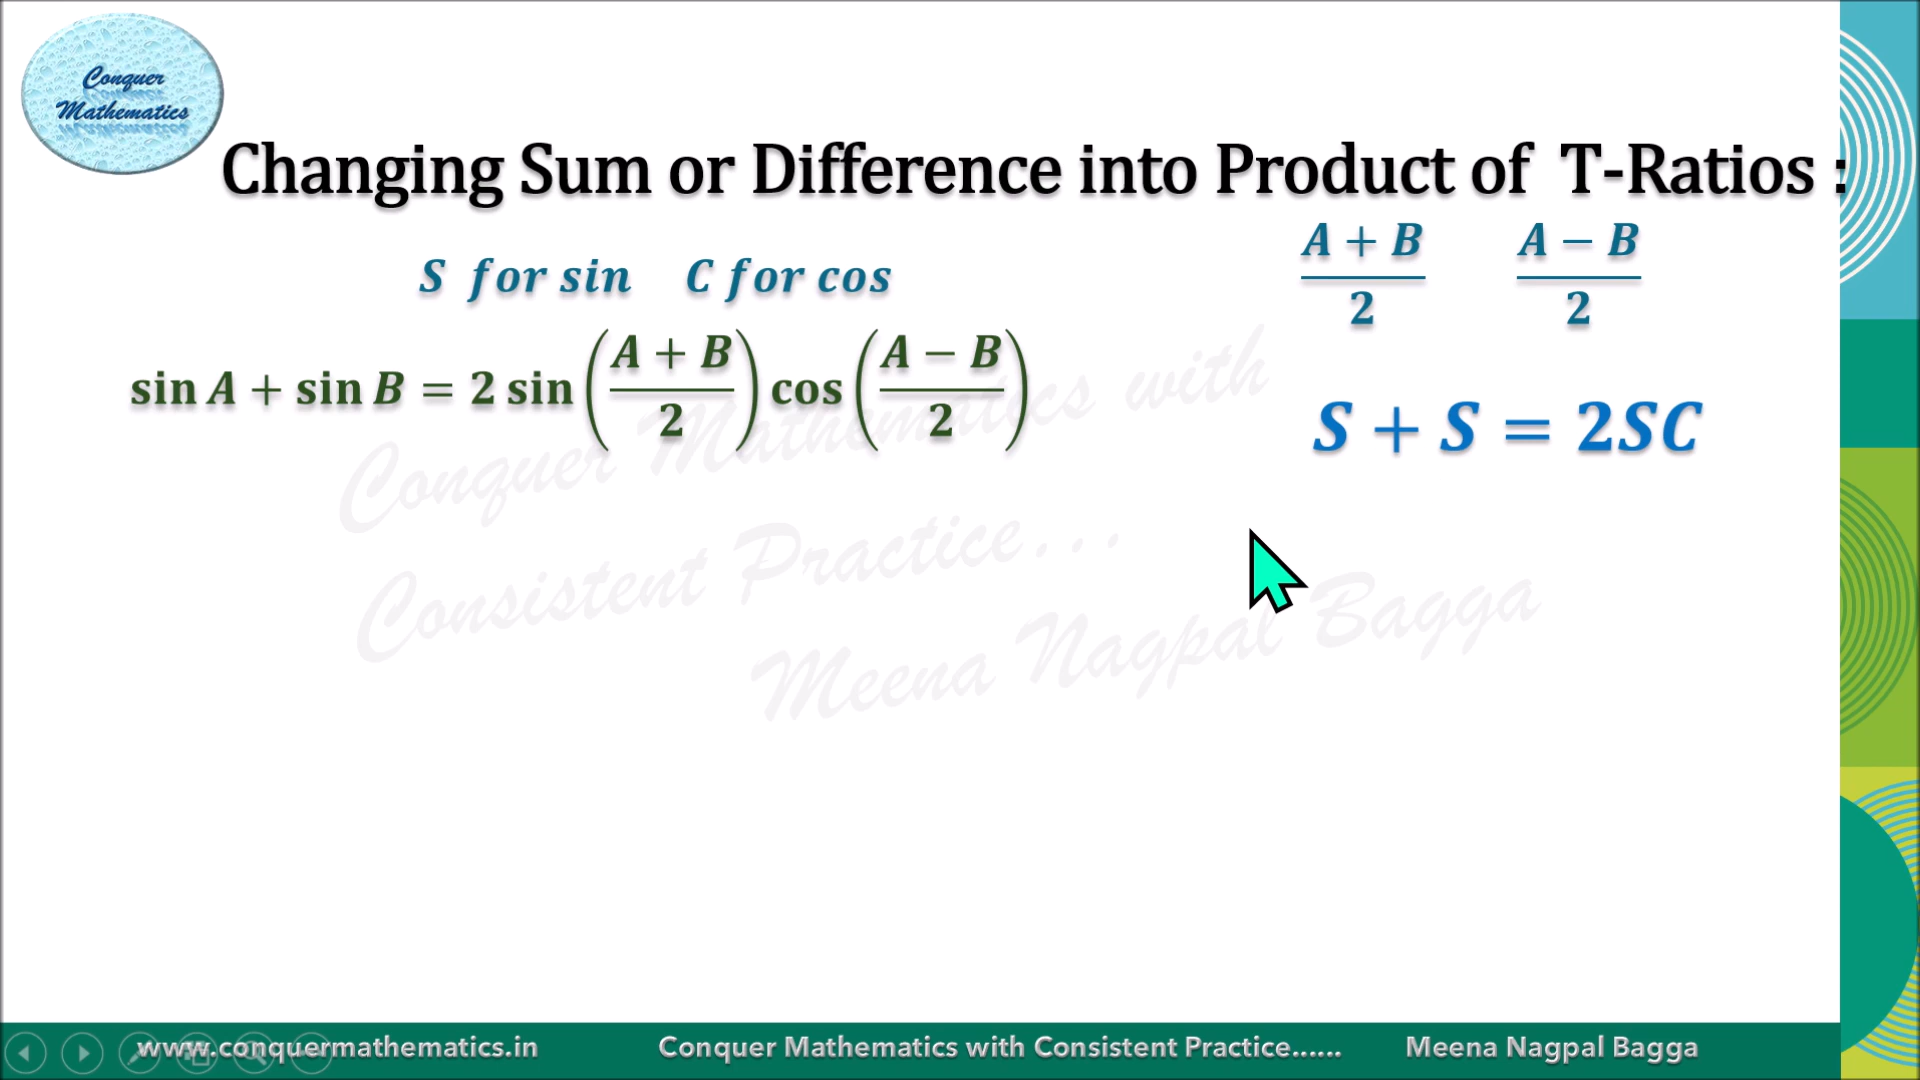 Conquer
Mathematics
Changing Sum or Difference into Product of T-Ratios :
S for sin C for cos
A + B / 2 A − B / 2
sin A + sin B = 2 sin (A + B / 2) cos (A − B / 2)
S + S = 2SC
Conquer Mathematics with
Consistent Practice...
Meena Nagpal Bagga
www.conquermathematics.in Conquer Mathematics with Consistent Practice...... Meena Nagpal Bagga